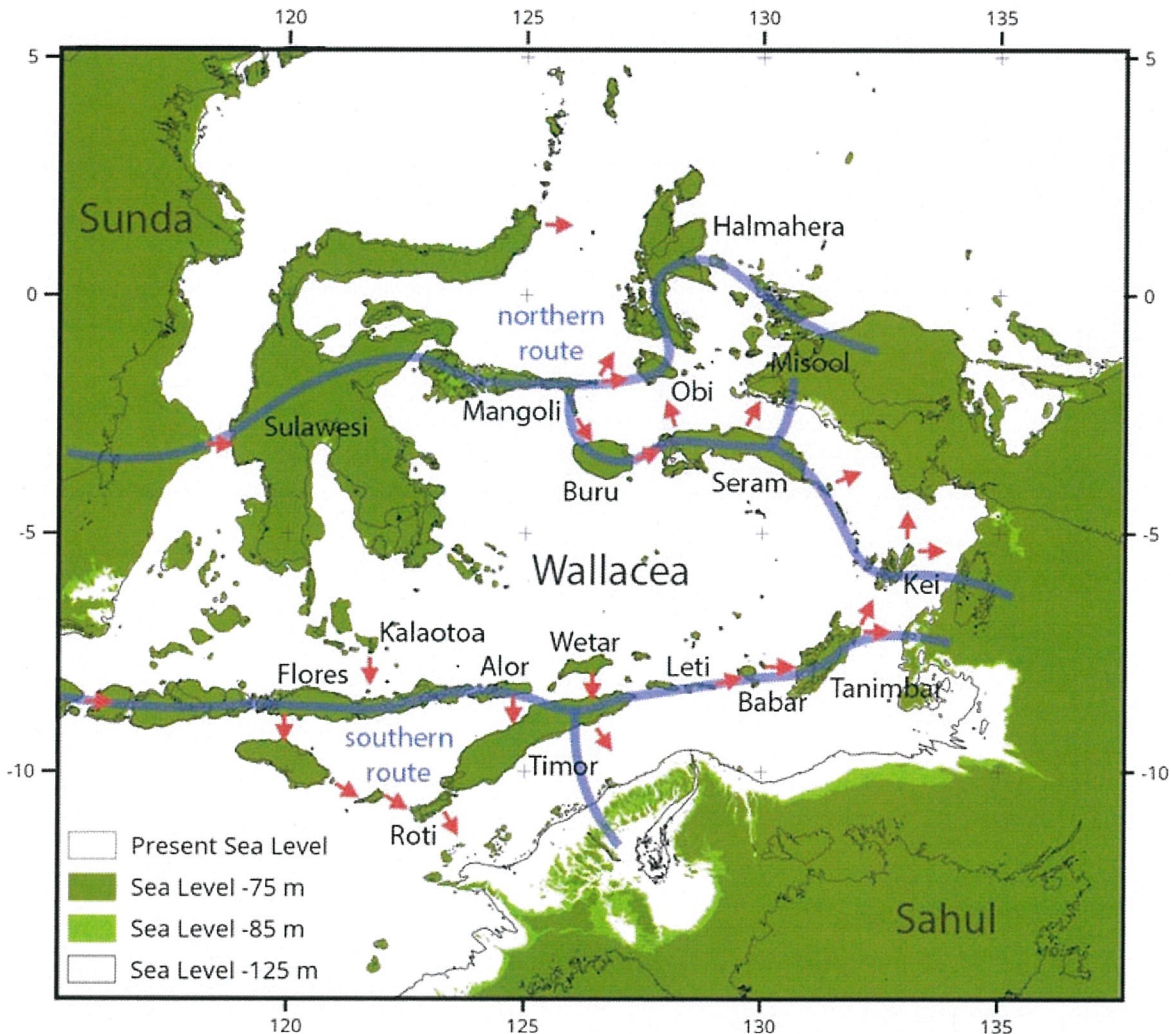 120
125
130
135
5
5
Sunda
Halmahera
0
0
northern
route
Misool
Obi
Mangoli
Sulawesi
Buru
Seram
-5
-5
Wallacea
Kei
Kalaotoa
Wetar
Flores
Alor
Leti
Babar
Tanimbar
southern
route
Timor
-10
-10
Roti
Present Sea Level
Sea Level -75 m
Sea Level -85 m
Sea Level -125 m
Sahul
120
125
130
135